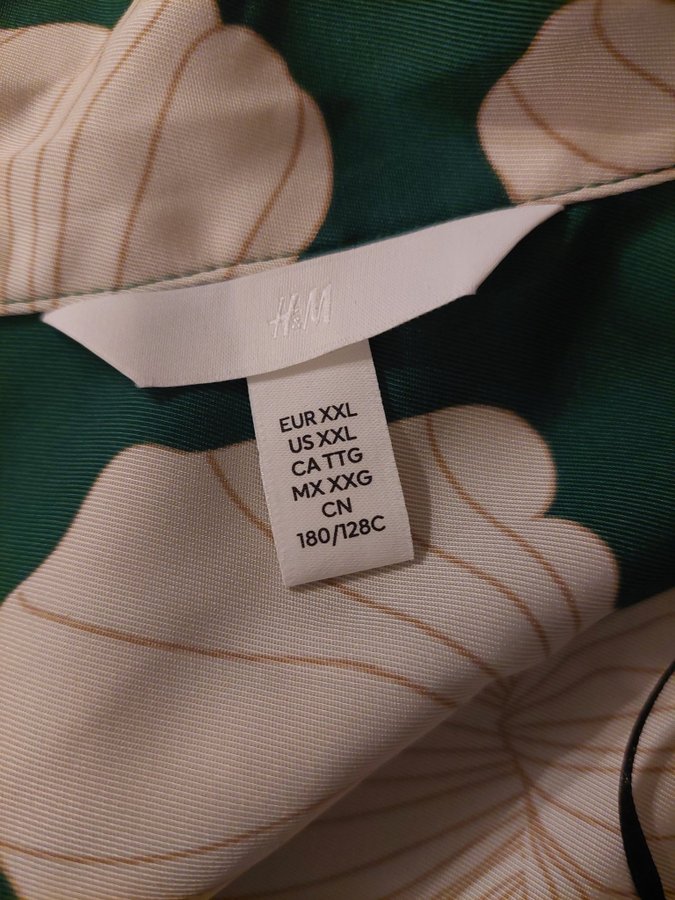 H&M
EUR XXL
US XXL
CA TTG
MX XXG
CN
180/128C